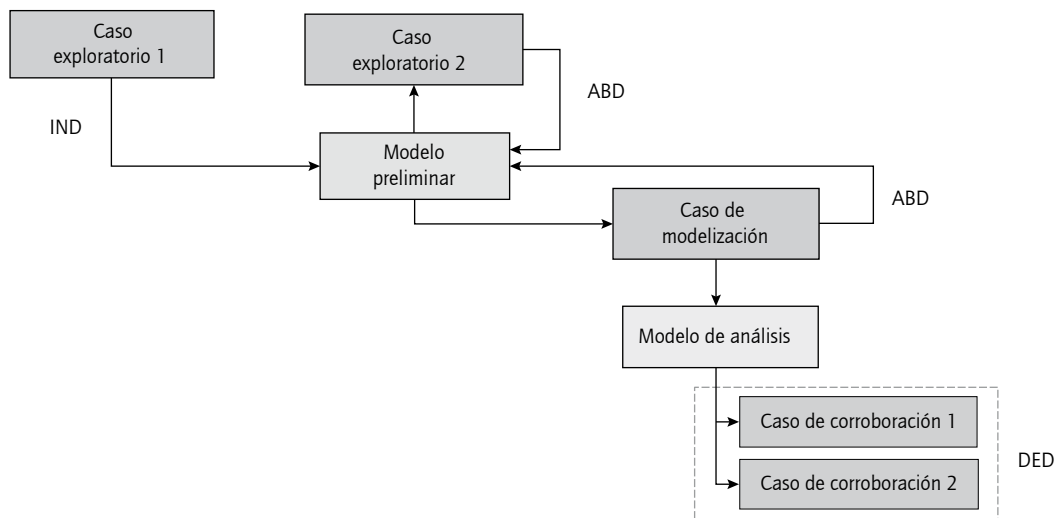 Caso
exploratorio 1
Caso
exploratorio 2
ABD
IND
Modelo
preliminar
ABD
Caso de
modelización
Modelo de análisis
Caso de corroboración 1
DED
Caso de corroboración 2